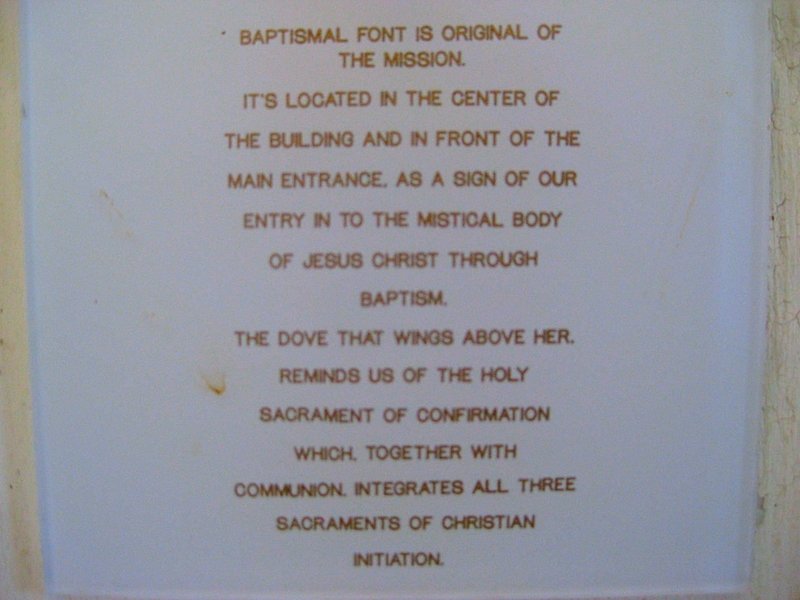 BAPTISMAL FONT IS ORIGINAL OF
THE MISSION.
IT'S LOCATED IN THE CENTER OF
THE BUILDING AND IN FRONT OF THE
MAIN ENTRANCE, AS A SIGN OF OUR
ENTRY IN TO THE MISTICAL BODY
OF JESUS CHRIST THROUGH
BAPTISM.
THE DOVE THAT WINGS ABOVE HER,
REMINDS US OF THE HOLY
SACRAMENT OF CONFIRMATION
WHICH, TOGETHER WITH
COMMUNION, INTEGRATES ALL THREE
SACRAMENTS OF CHRISTIAN
INITIATION.